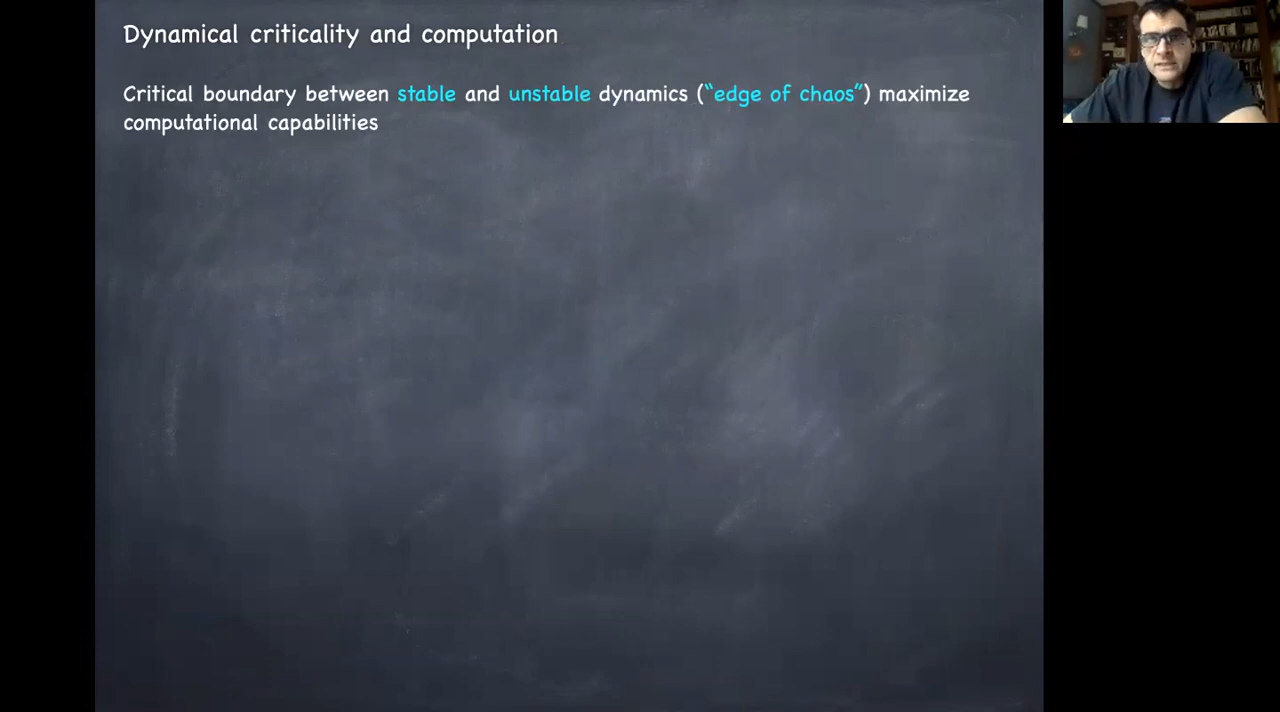 Dynamical criticality and computation
Critical boundary between stable and unstable dynamics (“edge of chaos”) maximize
computational capabilities